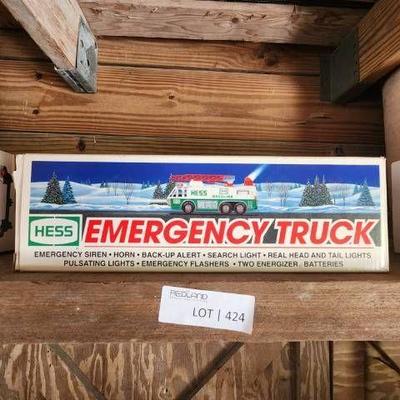 HESS
GASOLINE
HESS EMERGENCY TRUCK
EMERGENCY SIREN • HORN • BACK-UP ALERT • SEARCH LIGHT • REAL HEAD AND TAIL LIGHTS
PULSATING LIGHTS • EMERGENCY FLASHERS • TWO ENERGIZER BATTERIES
REDLAND
LOT | 424